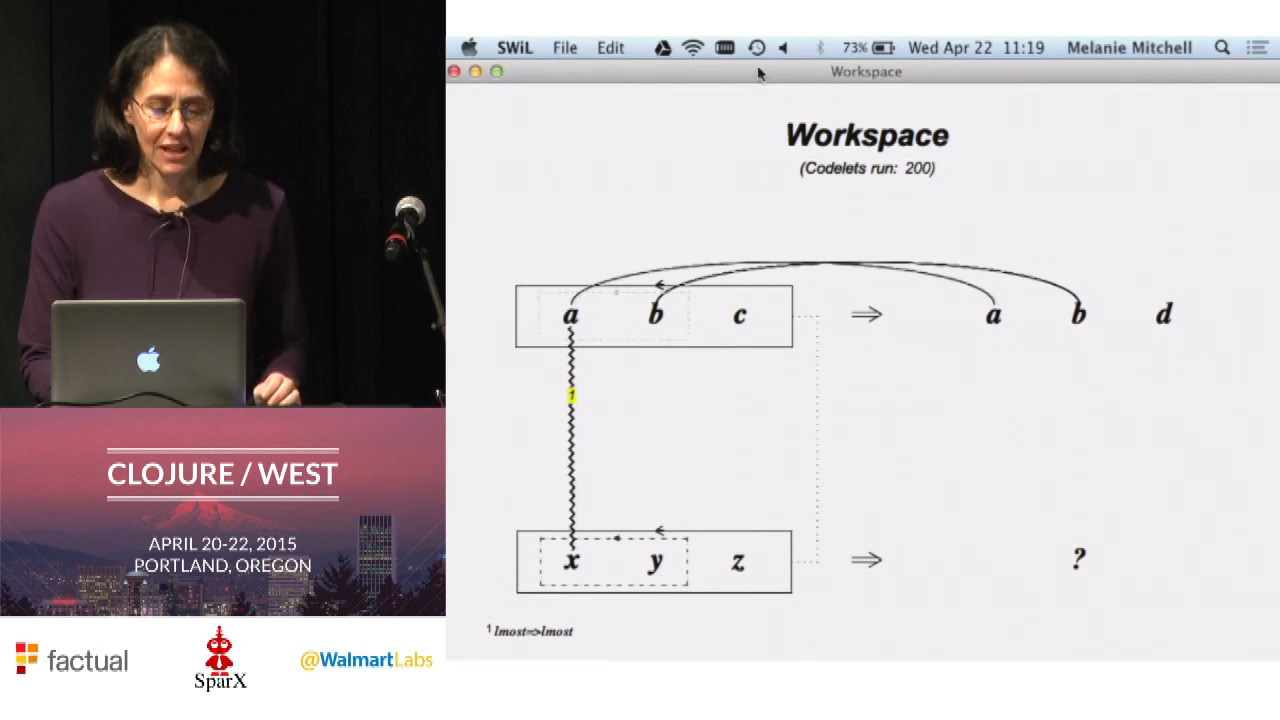 SWiL File Edit 73% Wed Apr 22 11:19 Melanie Mitchell
Workspace
Workspace
(Codelets run: 200)
a b c ⇒ a b d
1
x y z ⇒ ?
1 lmost=>lmost
CLOJURE / WEST
APRIL 20-22, 2015
PORTLAND, OREGON
factual
SparX
@WalmartLabs